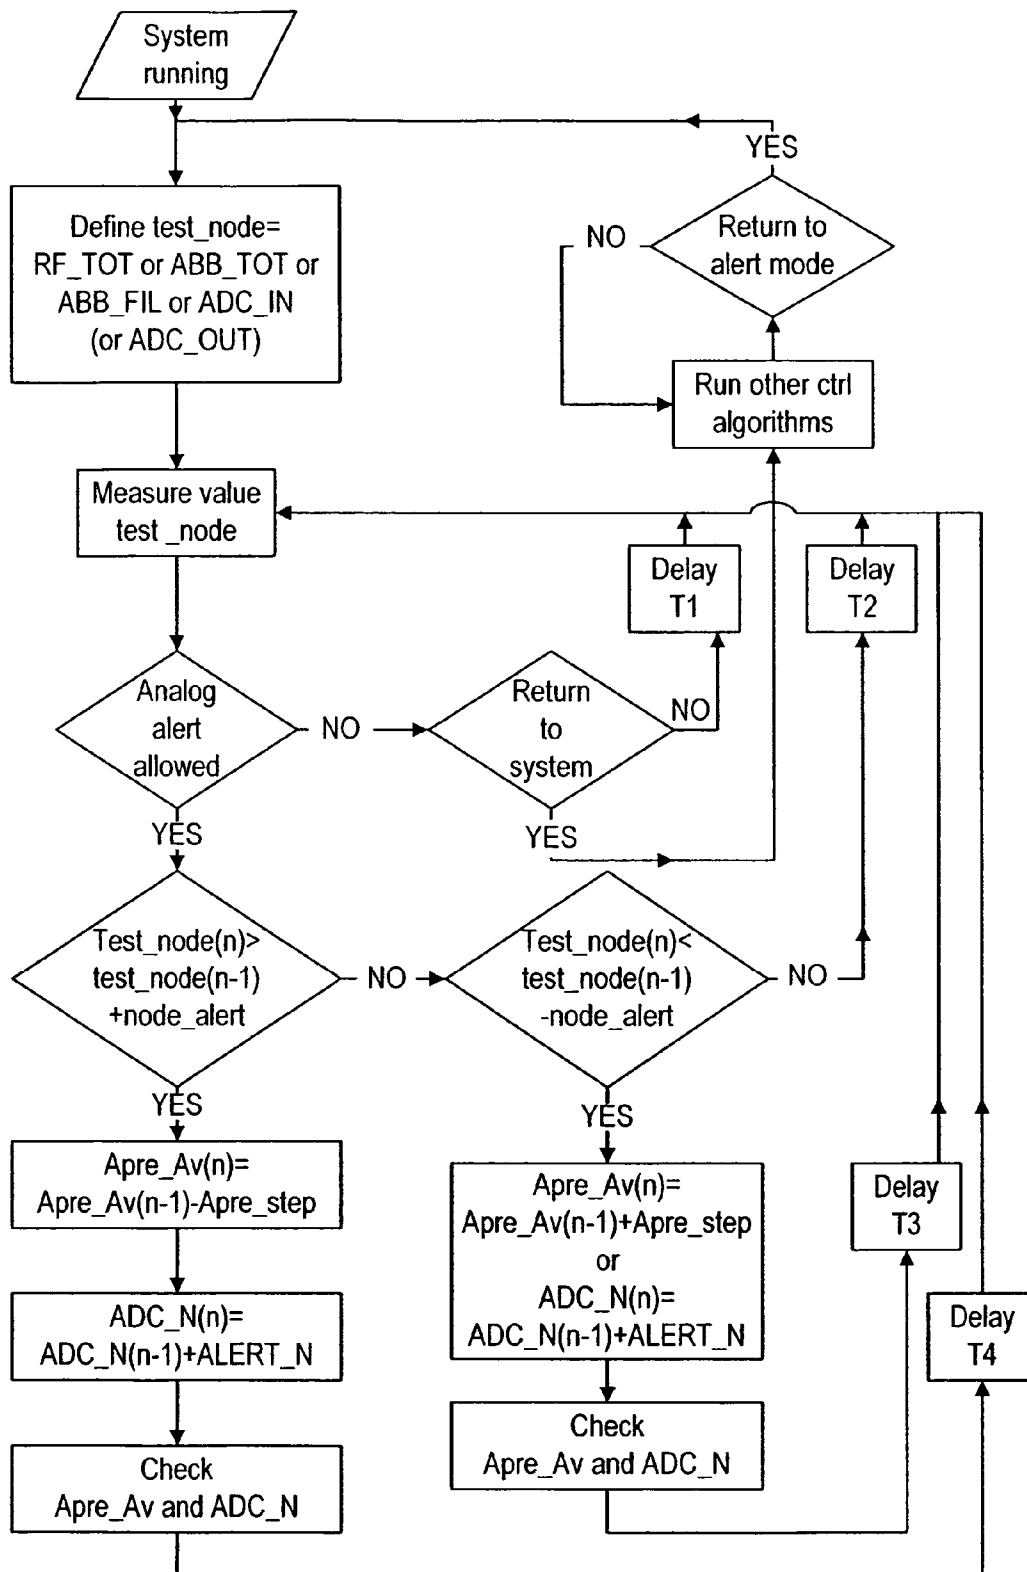 System
running
YES
Define test_node=
RF_TOT or ABB_TOT or
ABB_FIL or ADC_IN
(or ADC_OUT)
NO
Return to
alert mode
Run other ctrl
algorithms
Measure value
test _node
Delay
T1
Delay
T2
Analog
alert
allowed
NO
Return
to
system
NO
YES
YES
Test_node(n)>
test_node(n-1)
+node_alert
NO
Test_node(n)<
test_node(n-1)
-node_alert
NO
YES
YES
Apre_Av(n)=
Apre_Av(n-1)-Apre_step
Apre_Av(n)=
Apre_Av(n-1)+Apre_step
or
ADC_N(n)=
ADC_N(n-1)+ALERT_N
Delay
T3
ADC_N(n)=
ADC_N(n-1)+ALERT_N
Delay
T4
Check
Apre_Av and ADC_N
Check
Apre_Av and ADC_N